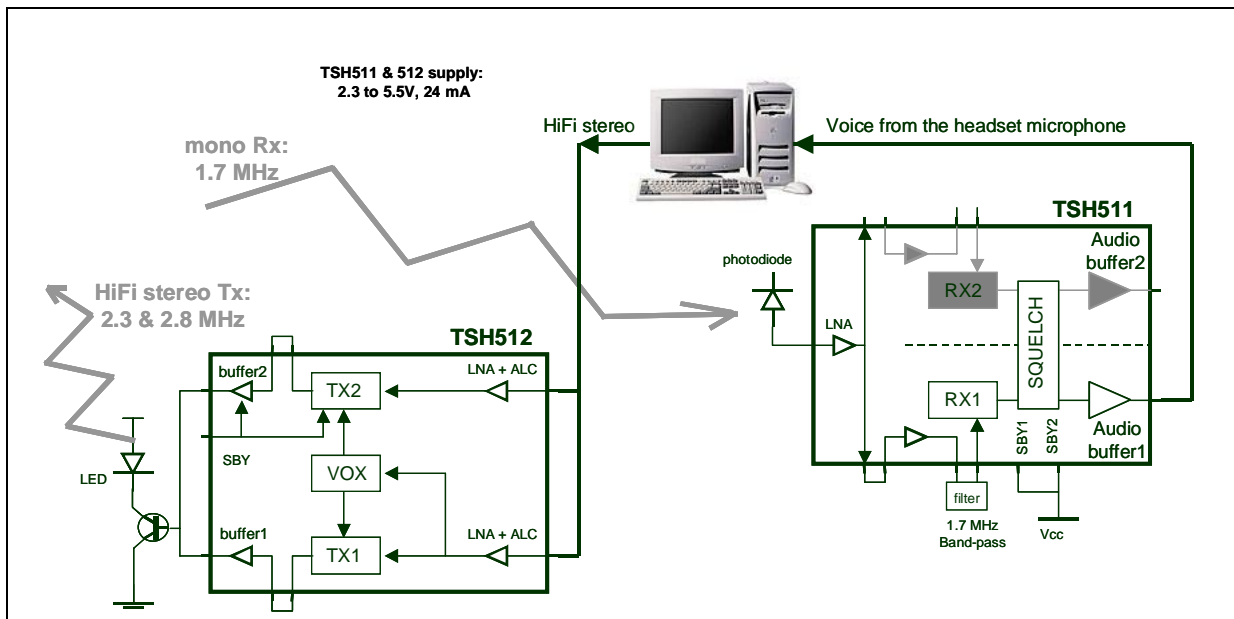 TSH511 & 512 supply:
2.3 to 5.5V, 24 mA
mono Rx:
1.7 MHz
HiFi stereo
Voice from the headset microphone
HiFi stereo Tx:
2.3 & 2.8 MHz
TSH512
buffer2
TX2
LNA + ALC
SBY
VOX
LED
buffer1
TX1
LNA + ALC
TSH511
photodiode
LNA
RX2
Audio
buffer2
SQUELCH
RX1
SBY1
SBY2
Audio
buffer1
filter
1.7 MHz
Band-pass
Vcc